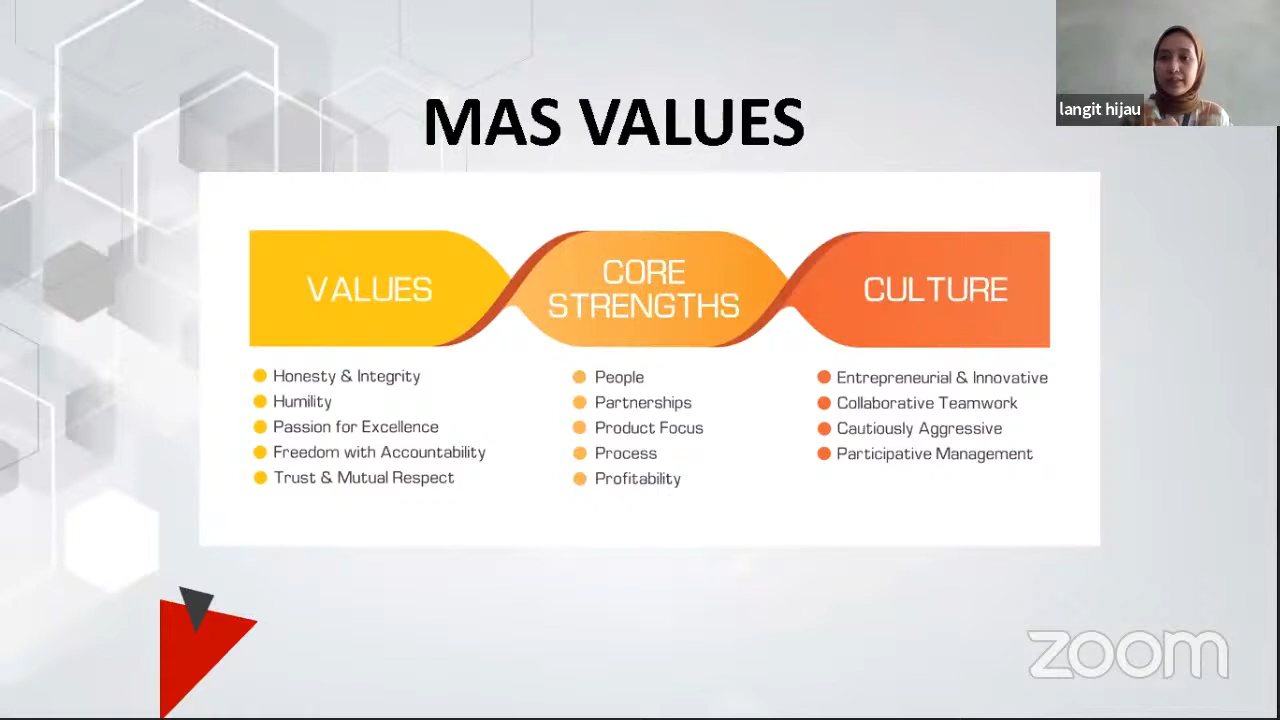 langit hijau
MAS VALUES
VALUES
CORE
STRENGTHS
CULTURE
Honesty & Integrity
Humility
Passion for Excellence
Freedom with Accountability
Trust & Mutual Respect
People
Partnerships
Product Focus
Process
Profitability
Entrepreneurial & Innovative
Collaborative Teamwork
Cautiously Aggressive
Participative Management
zoom